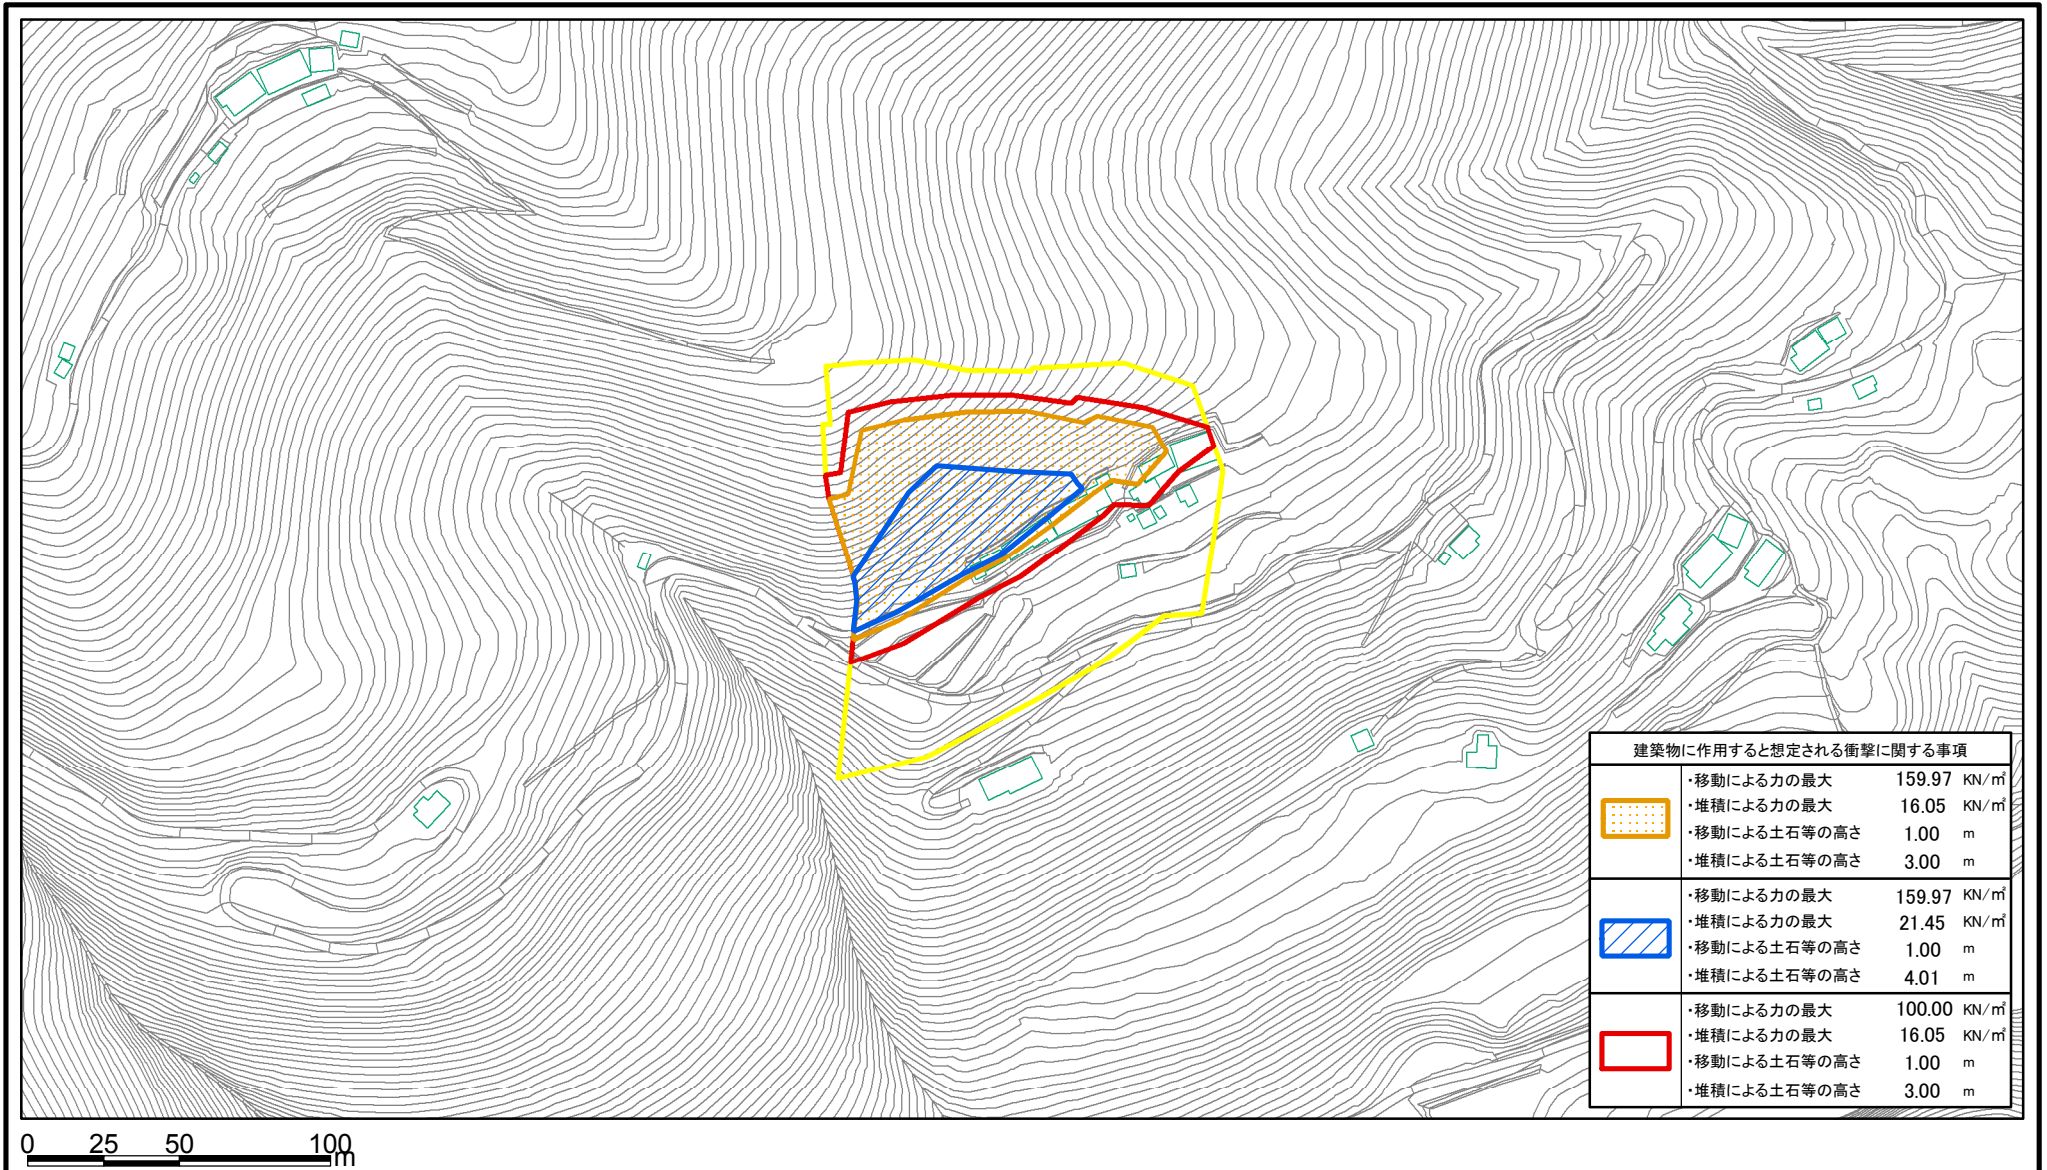 建築物に作用すると想定される衝撃に関する事項
・移動による力の最大 159.97 KN/㎡
・堆積による力の最大 16.05 KN/㎡
・移動による土石等の高さ 1.00 m
・堆積による土石等の高さ 3.00 m
・移動による力の最大 159.97 KN/㎡
・堆積による力の最大 21.45 KN/㎡
・移動による土石等の高さ 1.00 m
・堆積による土石等の高さ 4.01 m
・移動による力の最大 100.00 KN/㎡
・堆積による力の最大 16.05 KN/㎡
・移動による土石等の高さ 1.00 m
・堆積による土石等の高さ 3.00 m
0 25 50 100
m